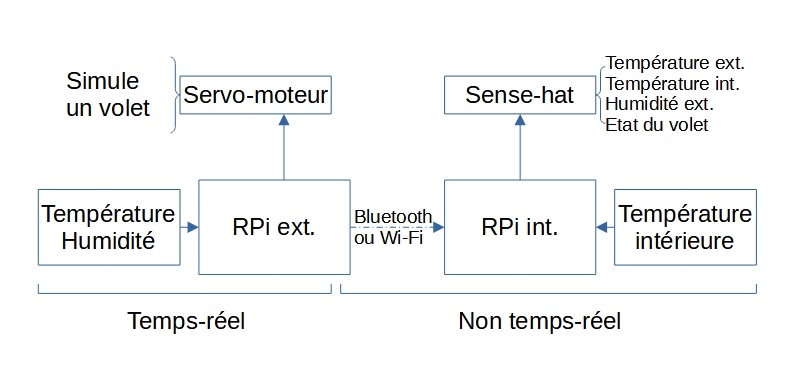 Simule
un volet
Servo-moteur
Sense-hat
Température ext.
Température int.
Humidité ext.
Etat du volet
Température
Humidité
RPi ext.
Bluetooth
ou Wi-Fi
RPi int.
Température
intérieure
Temps-réel
Non temps-réel